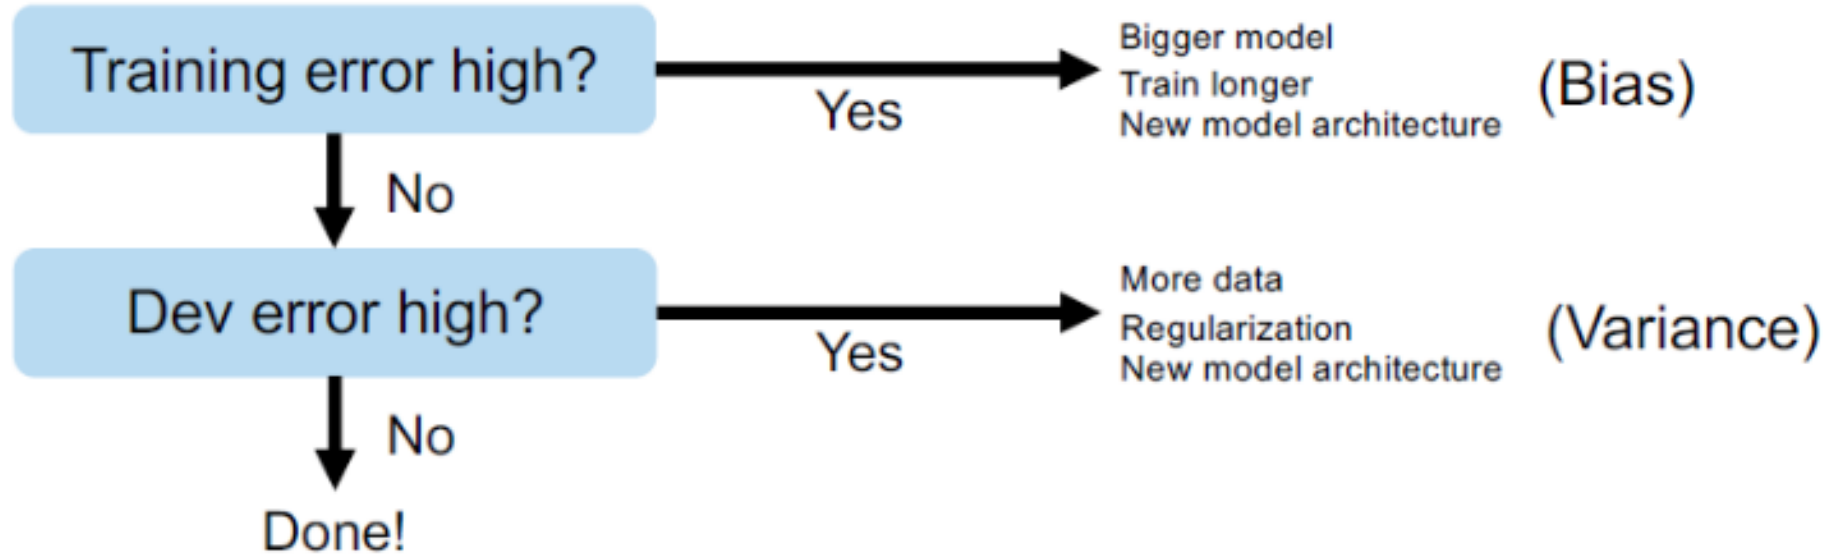 Training error high?
Yes
Bigger model
Train longer
New model architecture
(Bias)
No
Dev error high?
Yes
More data
Regularization
New model architecture
(Variance)
No
Done!